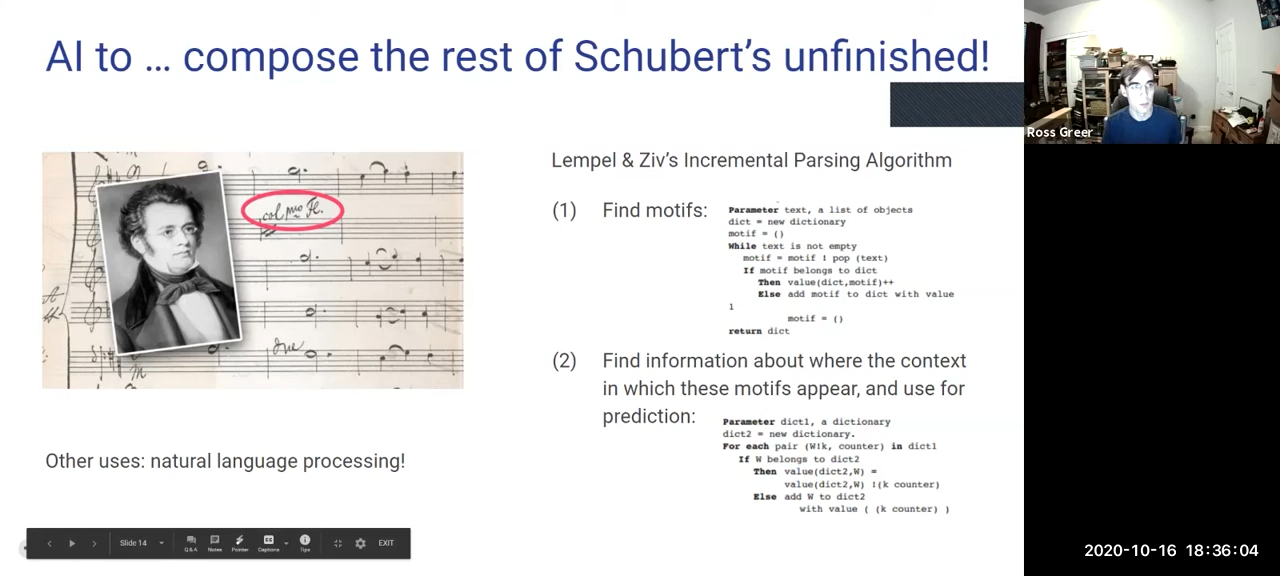 AI to ... compose the rest of Schubert's unfinished!
Ross Greer
Lempel & Ziv's Incremental Parsing Algorithm
(1) Find motifs:
Parameter text, a list of objects
dict = new dictionary
motif = ()
While text is not empty
motif = motif ! pop (text)
If motif belongs to dict
Then value(dict,motif)++
Else add motif to dict with value
1
motif = ()
return dict
(2) Find information about where the context
in which these motifs appear, and use for
prediction:
Parameter dict1, a dictionary
dict2 = new dictionary.
For each pair (W!k, counter) in dict1
If W belongs to dict2
Then value(dict2,W) =
value(dict2,W) !(k counter)
Else add W to dict2
with value ( (k counter) )
col
Fl.
Other uses: natural language processing!
Slide 14
Q&A
Notes
Pointer
Captions
Tips
EXIT
2020-10-16 18:36:04